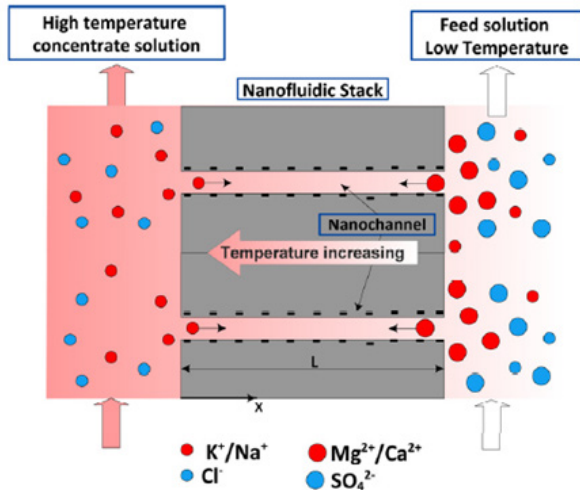 High temperature
concentrate solution
Feed solution
Low Temperature
Nanofluidic Stack
Nanochannel
Temperature increasing
L
X
K⁺/Na⁺
Mg²⁺/Ca²⁺
Cl⁻
SO₄²⁻